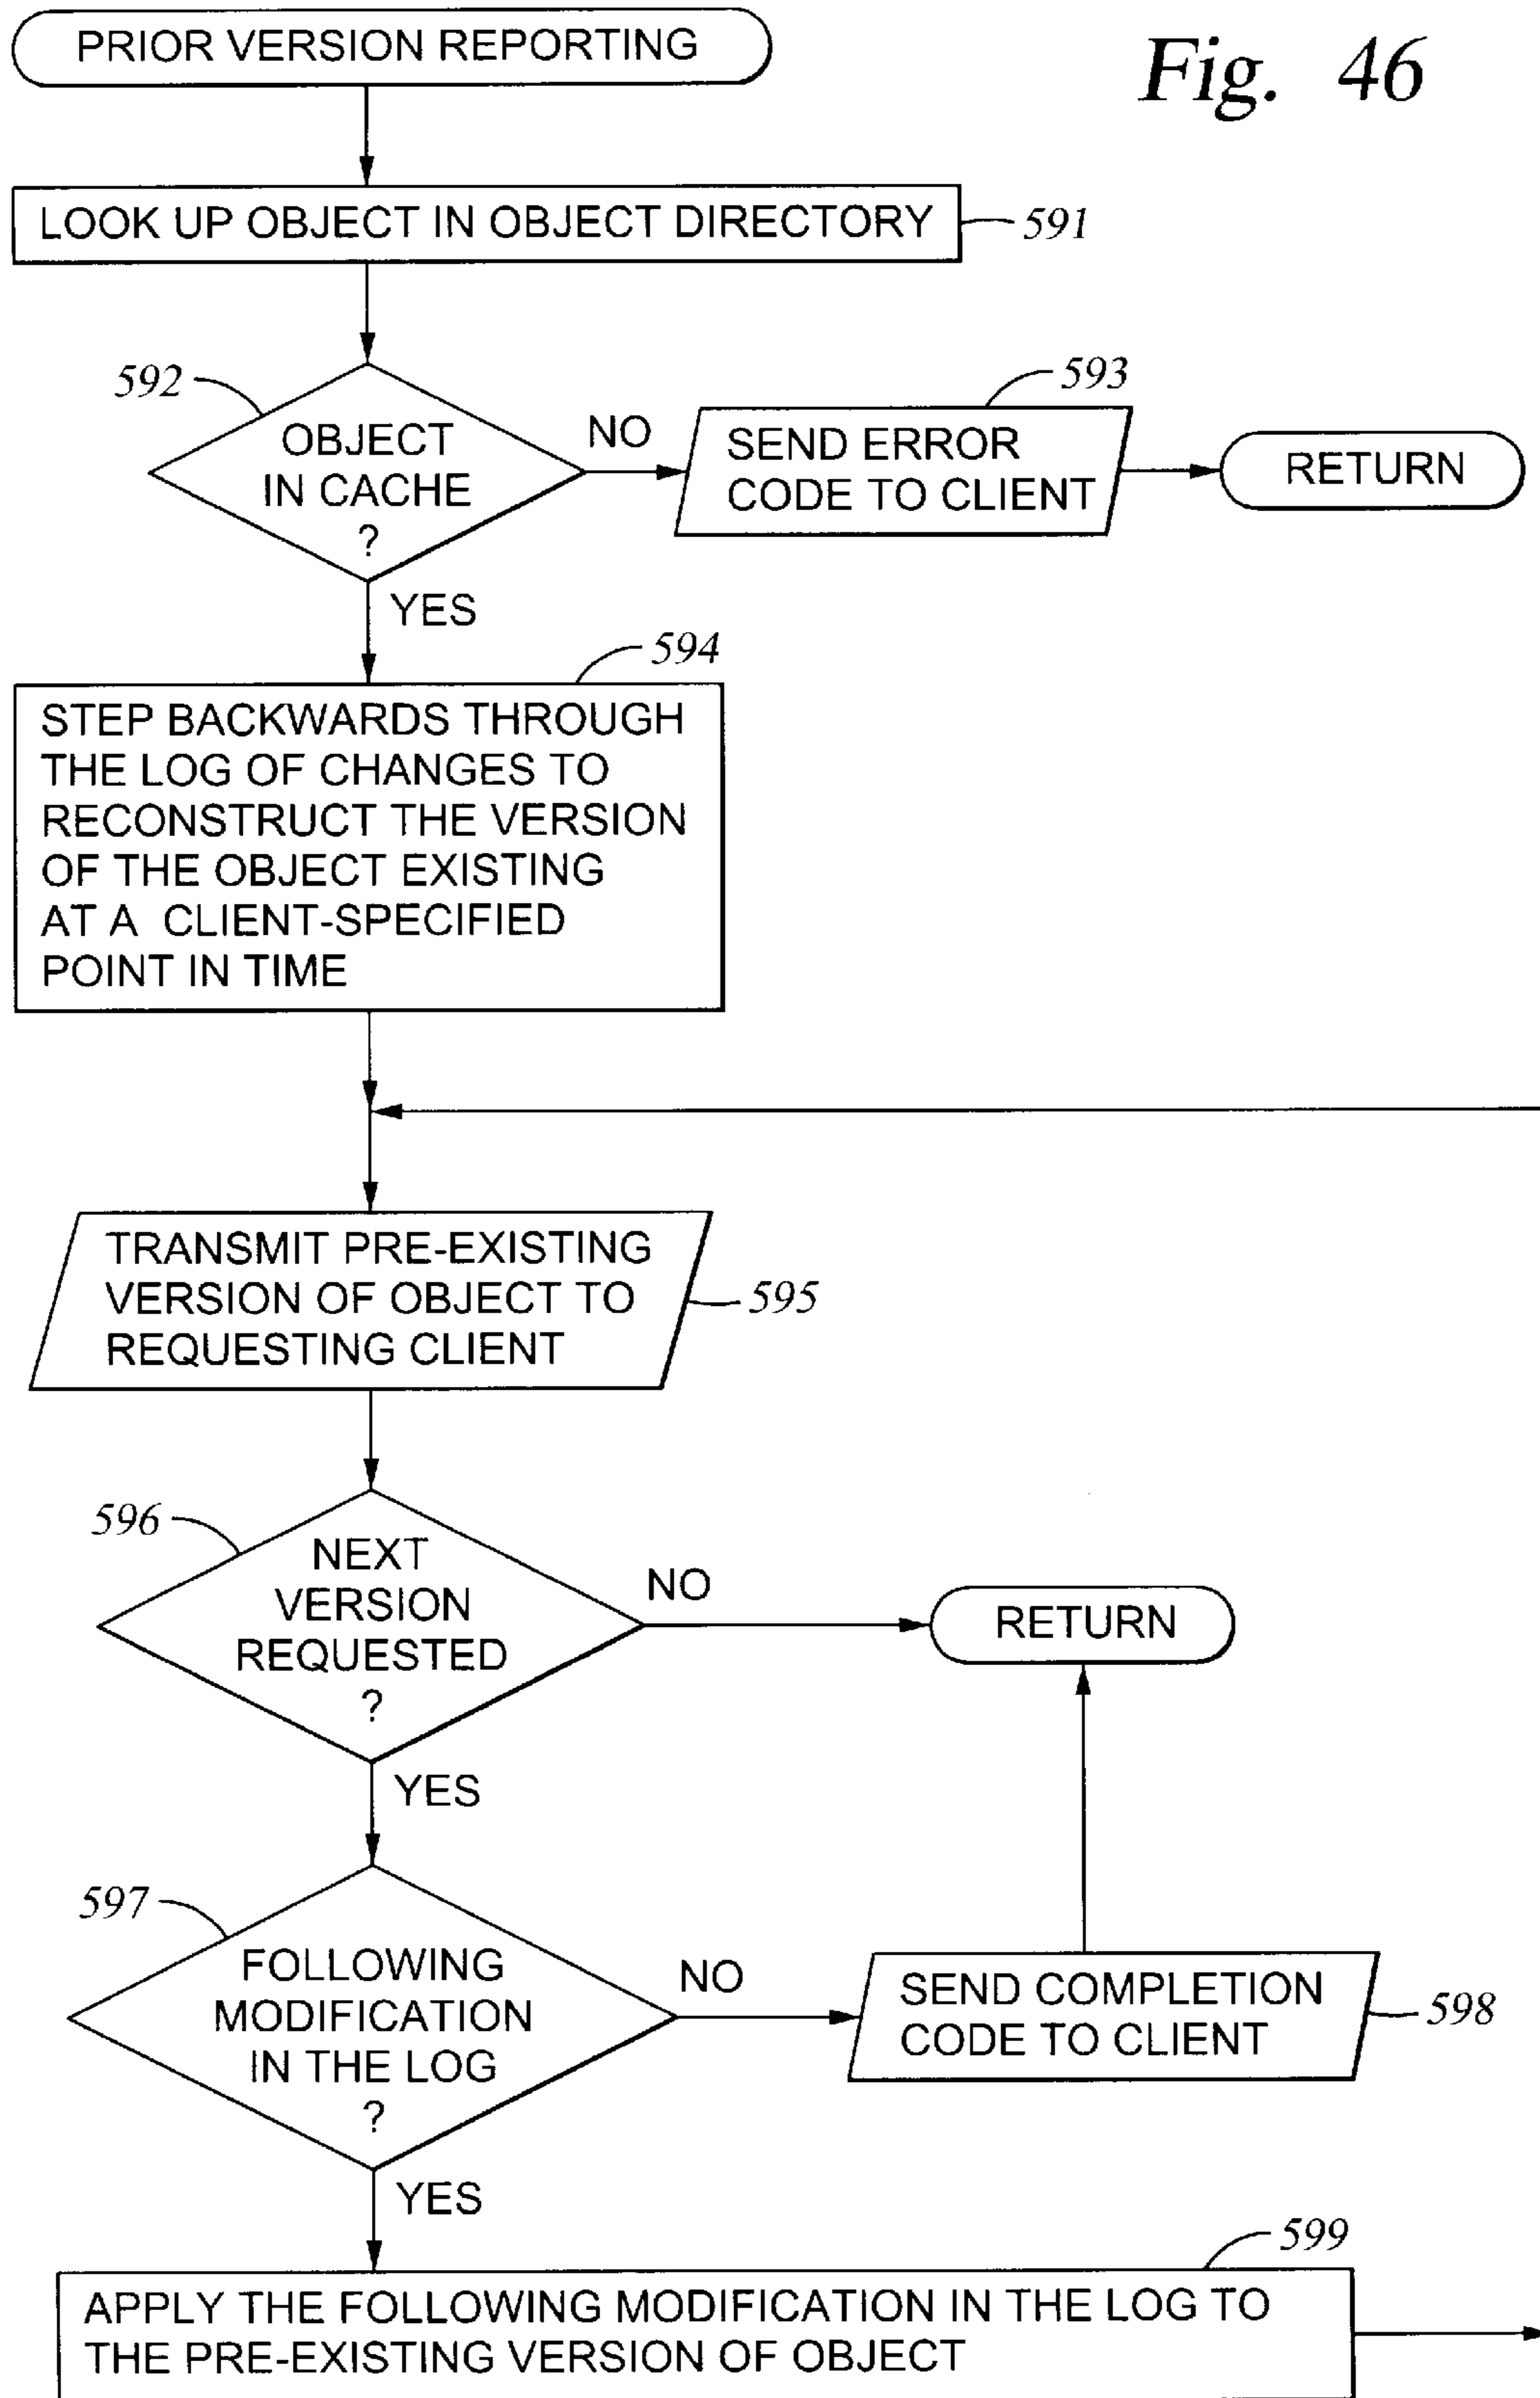 PRIOR VERSION REPORTING
Fig. 46
LOOK UP OBJECT IN OBJECT DIRECTORY
591
592
OBJECT
IN CACHE
?
NO
593
SEND ERROR
CODE TO CLIENT
RETURN
YES
594
STEP BACKWARDS THROUGH
THE LOG OF CHANGES TO
RECONSTRUCT THE VERSION
OF THE OBJECT EXISTING
AT A CLIENT-SPECIFIED
POINT IN TIME
TRANSMIT PRE-EXISTING
VERSION OF OBJECT TO
REQUESTING CLIENT
595
596
NEXT
VERSION
REQUESTED
?
NO
RETURN
YES
597
FOLLOWING
MODIFICATION
IN THE LOG
?
NO
SEND COMPLETION
CODE TO CLIENT
598
YES
599
APPLY THE FOLLOWING MODIFICATION IN THE LOG TO
THE PRE-EXISTING VERSION OF OBJECT